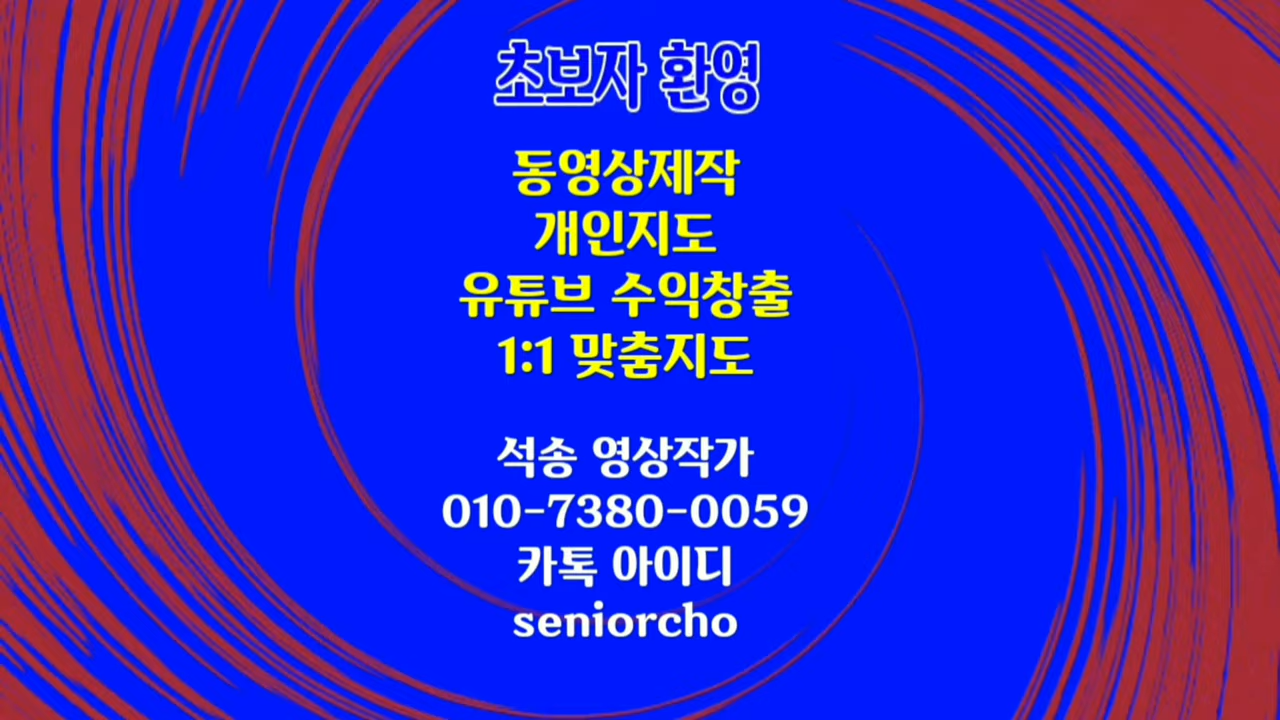 초보자 환영
동영상제작
개인지도
유튜브 수익창출
1:1 맞춤지도
석송 영상작가
010-7380-0059
카톡 아이디
seniorcho